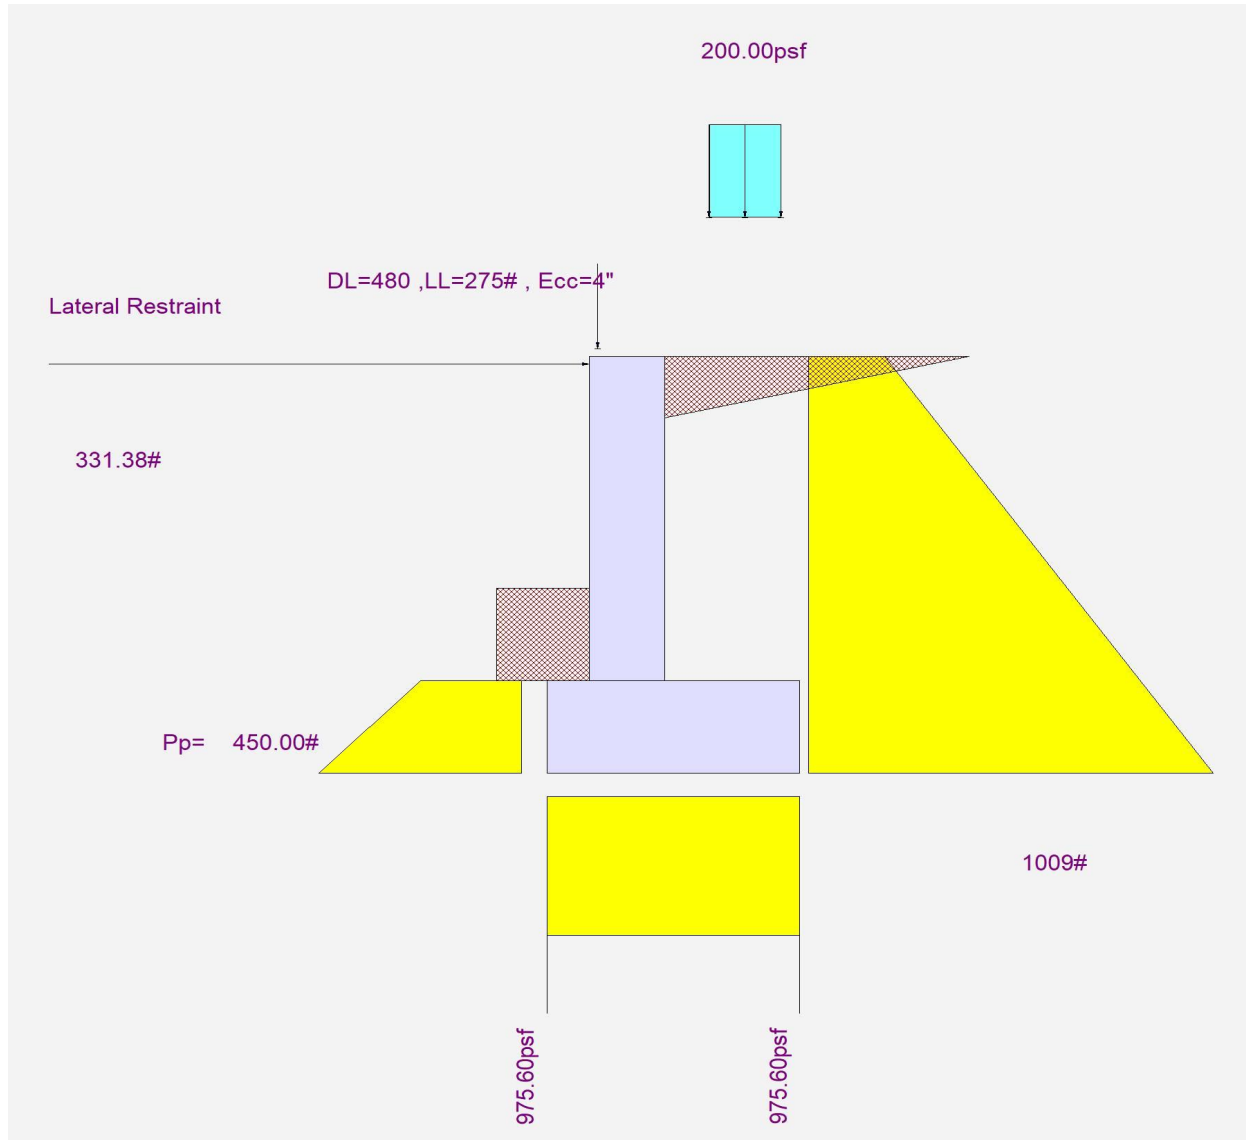 200.00psf
DL=480 ,LL=275# , Ecc=4"
Lateral Restraint
331.38#
Pp= 450.00#
1009#
975.60psf
975.60psf